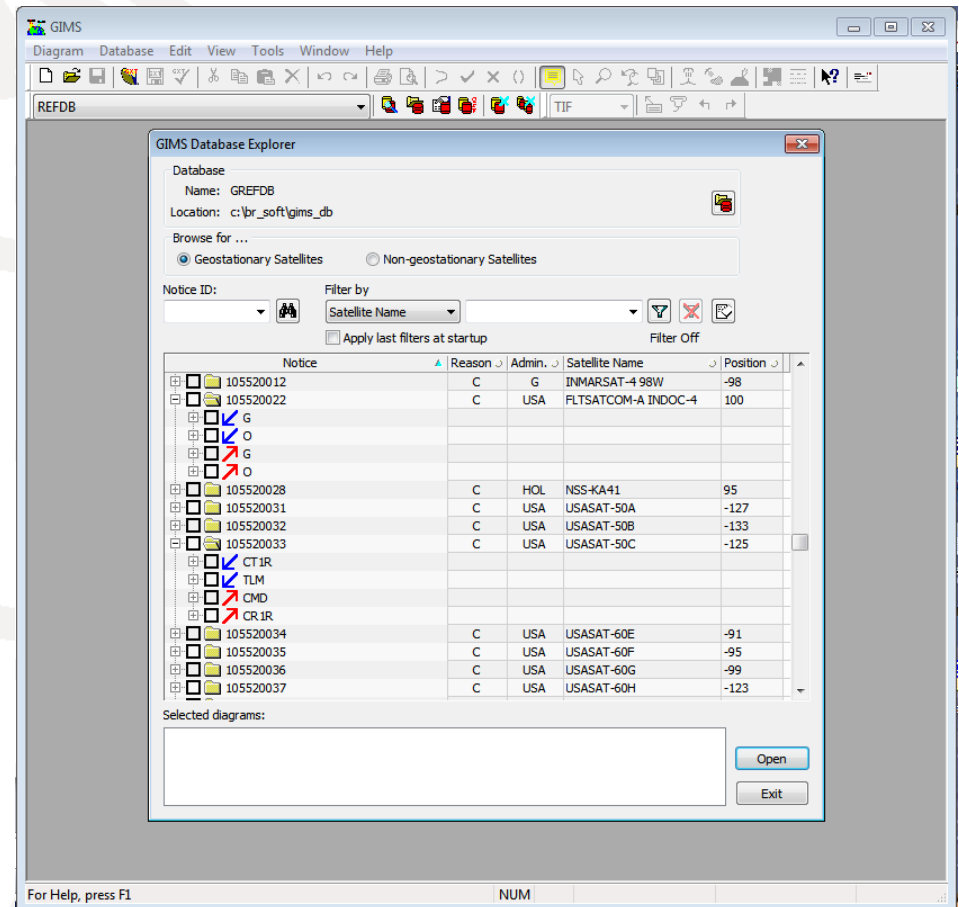 GIMS
Diagram Database Edit View Tools Window Help
REFDB TIF
GIMS Database Explorer
Database
Name: GREFDB
Location: c:\br_soft\gims_db
Browse for ...
Geostationary Satellites Non-geostationary Satellites
Notice ID: Filter by
Satellite Name
Apply last filters at startup Filter Off
Notice Reason Admin. Satellite Name Position
105520012 C G INMARSAT-4 98W -98
105520022 C USA FLTSATCOM-A INDOC-4 100
G
O
G
O
105520028 C HOL NSS-KA41 95
105520031 C USA USASAT-50A -127
105520032 C USA USASAT-50B -133
105520033 C USA USASAT-50C -125
CT1R
TLM
CMD
CR1R
105520034 C USA USASAT-60E -91
105520035 C USA USASAT-60F -95
105520036 C USA USASAT-60G -99
105520037 C USA USASAT-60H -123
Selected diagrams:
Open
Exit
For Help, press F1 NUM